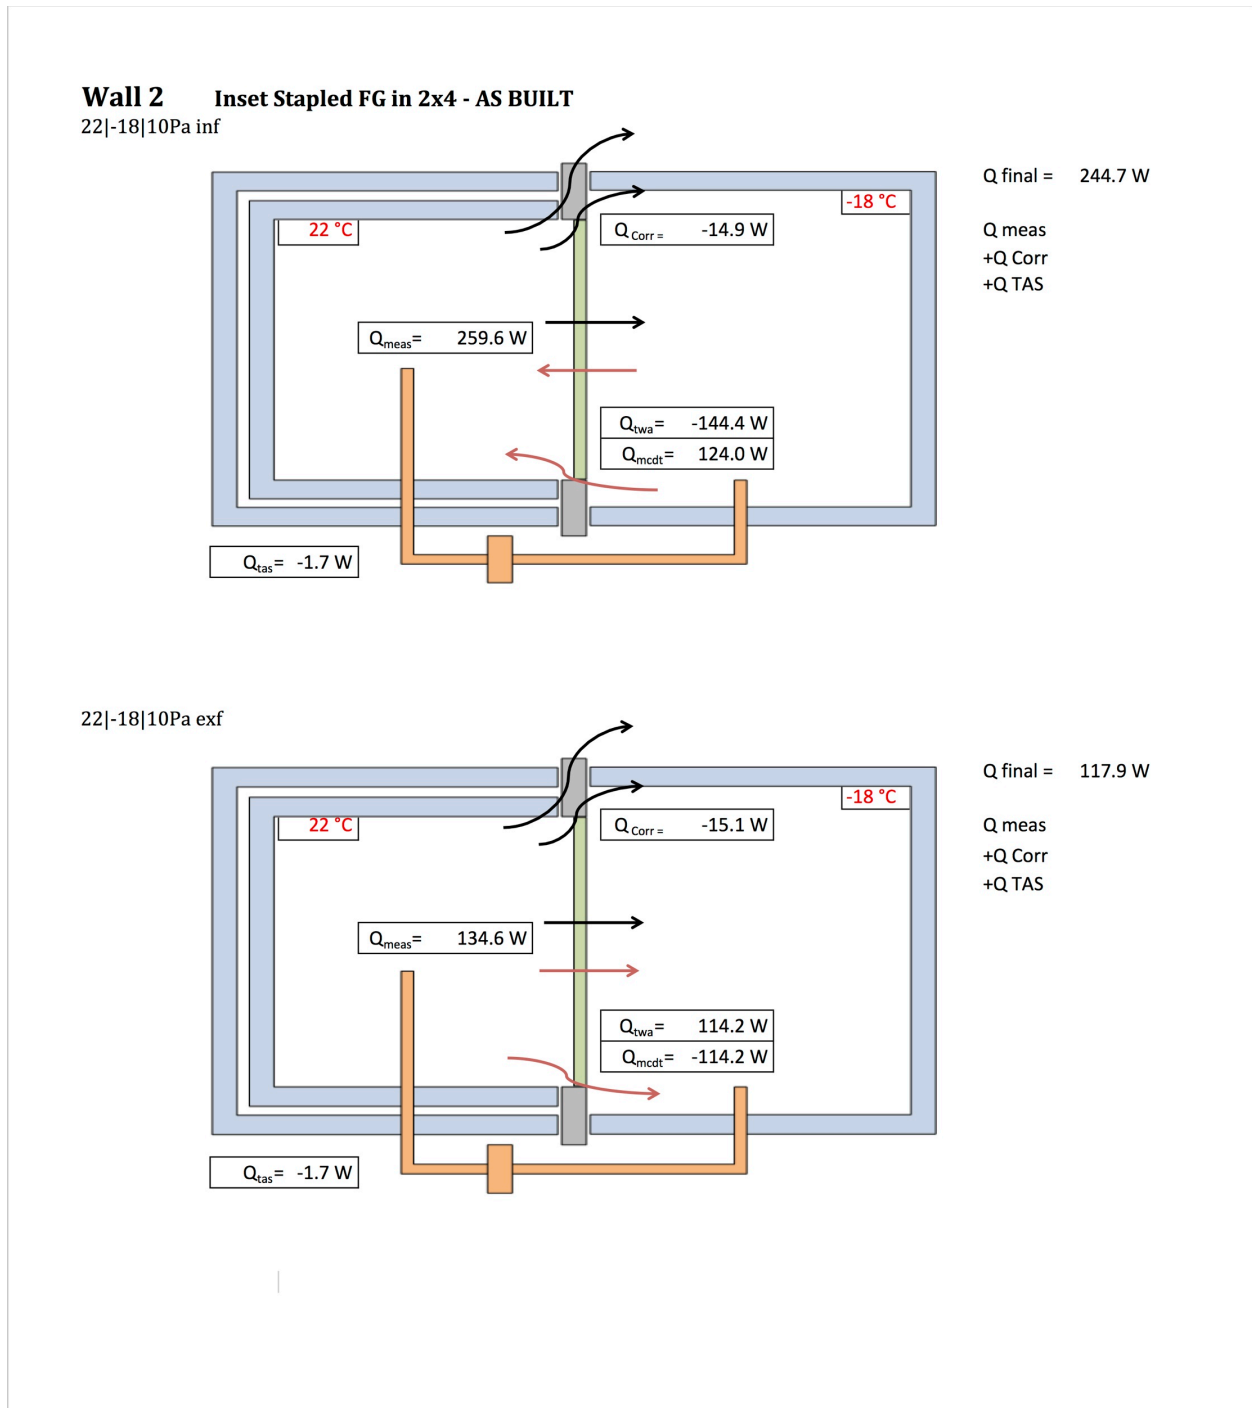 Wall 2 Inset Stapled FG in 2x4 - AS BUILT
22|-18|10Pa inf
Q final = 244.7 W
-18 °C
22 °C
Q Corr = -14.9 W
Q meas
+Q Corr
+Q TAS
Qmeas= 259.6 W
Qtwa= -144.4 W
Qmcdt= 124.0 W
Qtas= -1.7 W
22|-18|10Pa exf
Q final = 117.9 W
-18 °C
22 °C
Q Corr = -15.1 W
Q meas
+Q Corr
+Q TAS
Qmeas= 134.6 W
Qtwa= 114.2 W
Qmcdt= -114.2 W
Qtas= -1.7 W